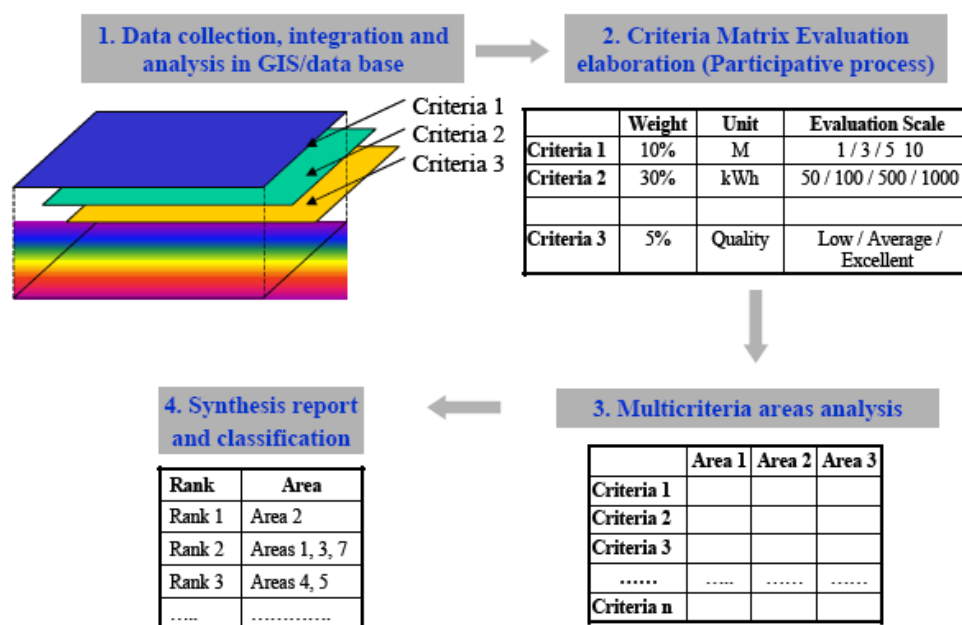 1. Data collection, integration and
analysis in GIS/data base
2. Criteria Matrix Evaluation
elaboration (Participative process)
Criteria 1
Criteria 2
Criteria 3
Weight Unit Evaluation Scale
Criteria 1 10% M 1 / 3 / 5 10
Criteria 2 30% kWh 50 / 100 / 500 / 1000
Criteria 3 5% Quality Low / Average /
Excellent
3. Multicriteria areas analysis
Area 1 Area 2 Area 3
Criteria 1
Criteria 2
Criteria 3
...... ..... ...... ......
Criteria n
4. Synthesis report
and classification
Rank Area
Rank 1 Area 2
Rank 2 Areas 1, 3, 7
Rank 3 Areas 4, 5
..... .............